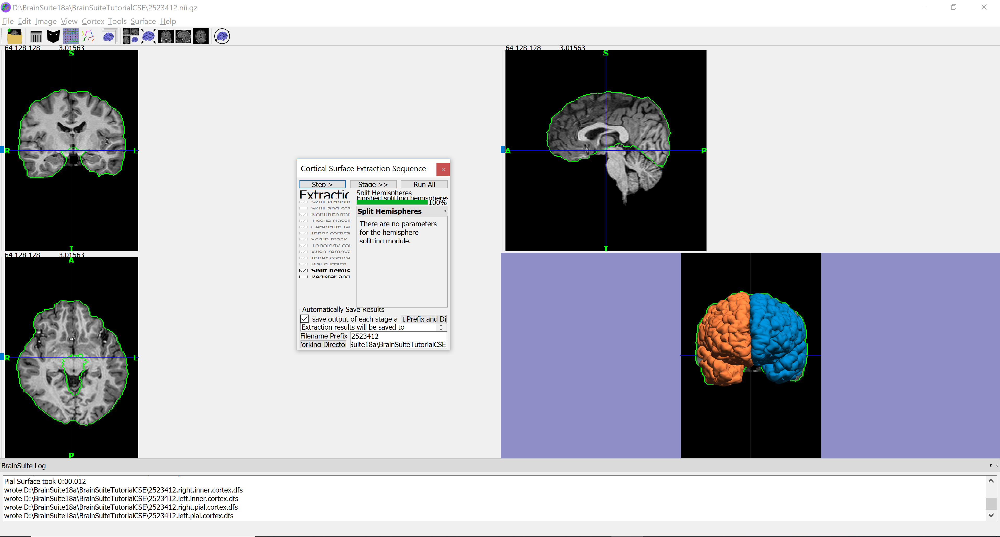 D:\BrainSuite18a\BrainSuiteTutorialCSE\2523412.nii.gz
File Edit Image View Cortex Tools Surface Help
64 128 128 3.01563
S
R
L
I
64 128 128 3.01563
S
A
P
I
Cortical Surface Extraction Sequence
Step >
Stage >>
Run All
Extractic
Split Hemispheres
Finished splitting hemispheres
100%
Skull strippin
Skull and sca
Nonuniformit
Tissue classif
Cerebrum lab
Inner cortica
Scrub mask
Topology cor
Wisp remova
Inner cortica
Pial surface
Split hemis
Register and
Split Hemispheres
There are no parameters
for the hemisphere
splitting module.
Automatically Save Results
save output of each stage a
t Prefix and Di
Extraction results will be saved to
Filename Prefix 2523412
orking Directo
Suite18a\BrainSuiteTutorialCSE
64 128 128 3.01563
A
R
L
P
BrainSuite Log
Pial Surface took 0:00.012
wrote D:\BrainSuite18a\BrainSuiteTutorialCSE\2523412.right.inner.cortex.dfs
wrote D:\BrainSuite18a\BrainSuiteTutorialCSE\2523412.left.inner.cortex.dfs
wrote D:\BrainSuite18a\BrainSuiteTutorialCSE\2523412.right.pial.cortex.dfs
wrote D:\BrainSuite18a\BrainSuiteTutorialCSE\2523412.left.pial.cortex.dfs